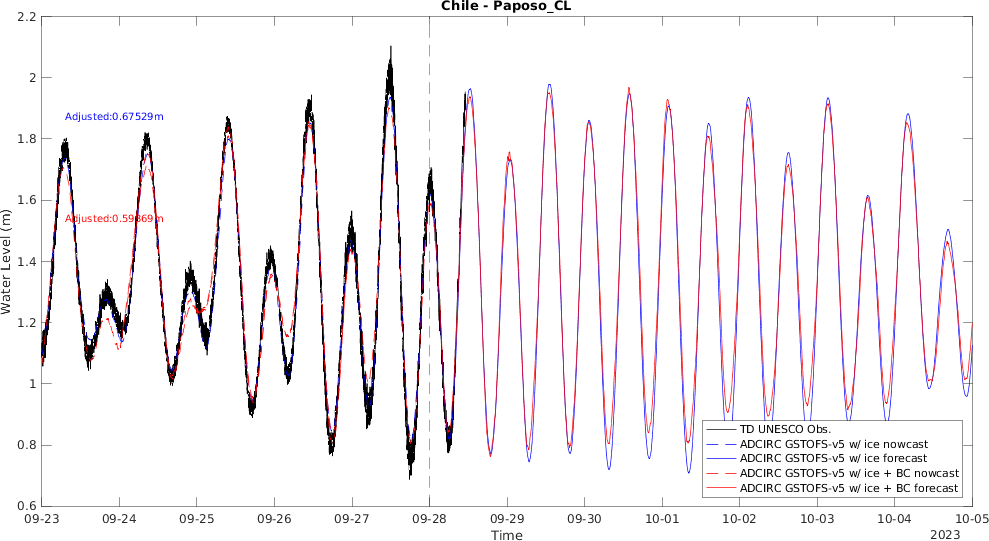 Chile - Paposo_CL
2.2
2
1.8
1.6
1.4
1.2
1
0.8
0.6
Water Level (m)
Adjusted:0.67529m
Adjusted:0.59869m
TD UNESCO Obs.
ADCIRC GSTOFS-v5 w/ ice nowcast
ADCIRC GSTOFS-v5 w/ ice forecast
ADCIRC GSTOFS-v5 w/ ice + BC nowcast
ADCIRC GSTOFS-v5 w/ ice + BC forecast
09-23 09-24 09-25 09-26 09-27 09-28 09-29 09-30 10-01 10-02 10-03 10-04 10-05
Time
2023